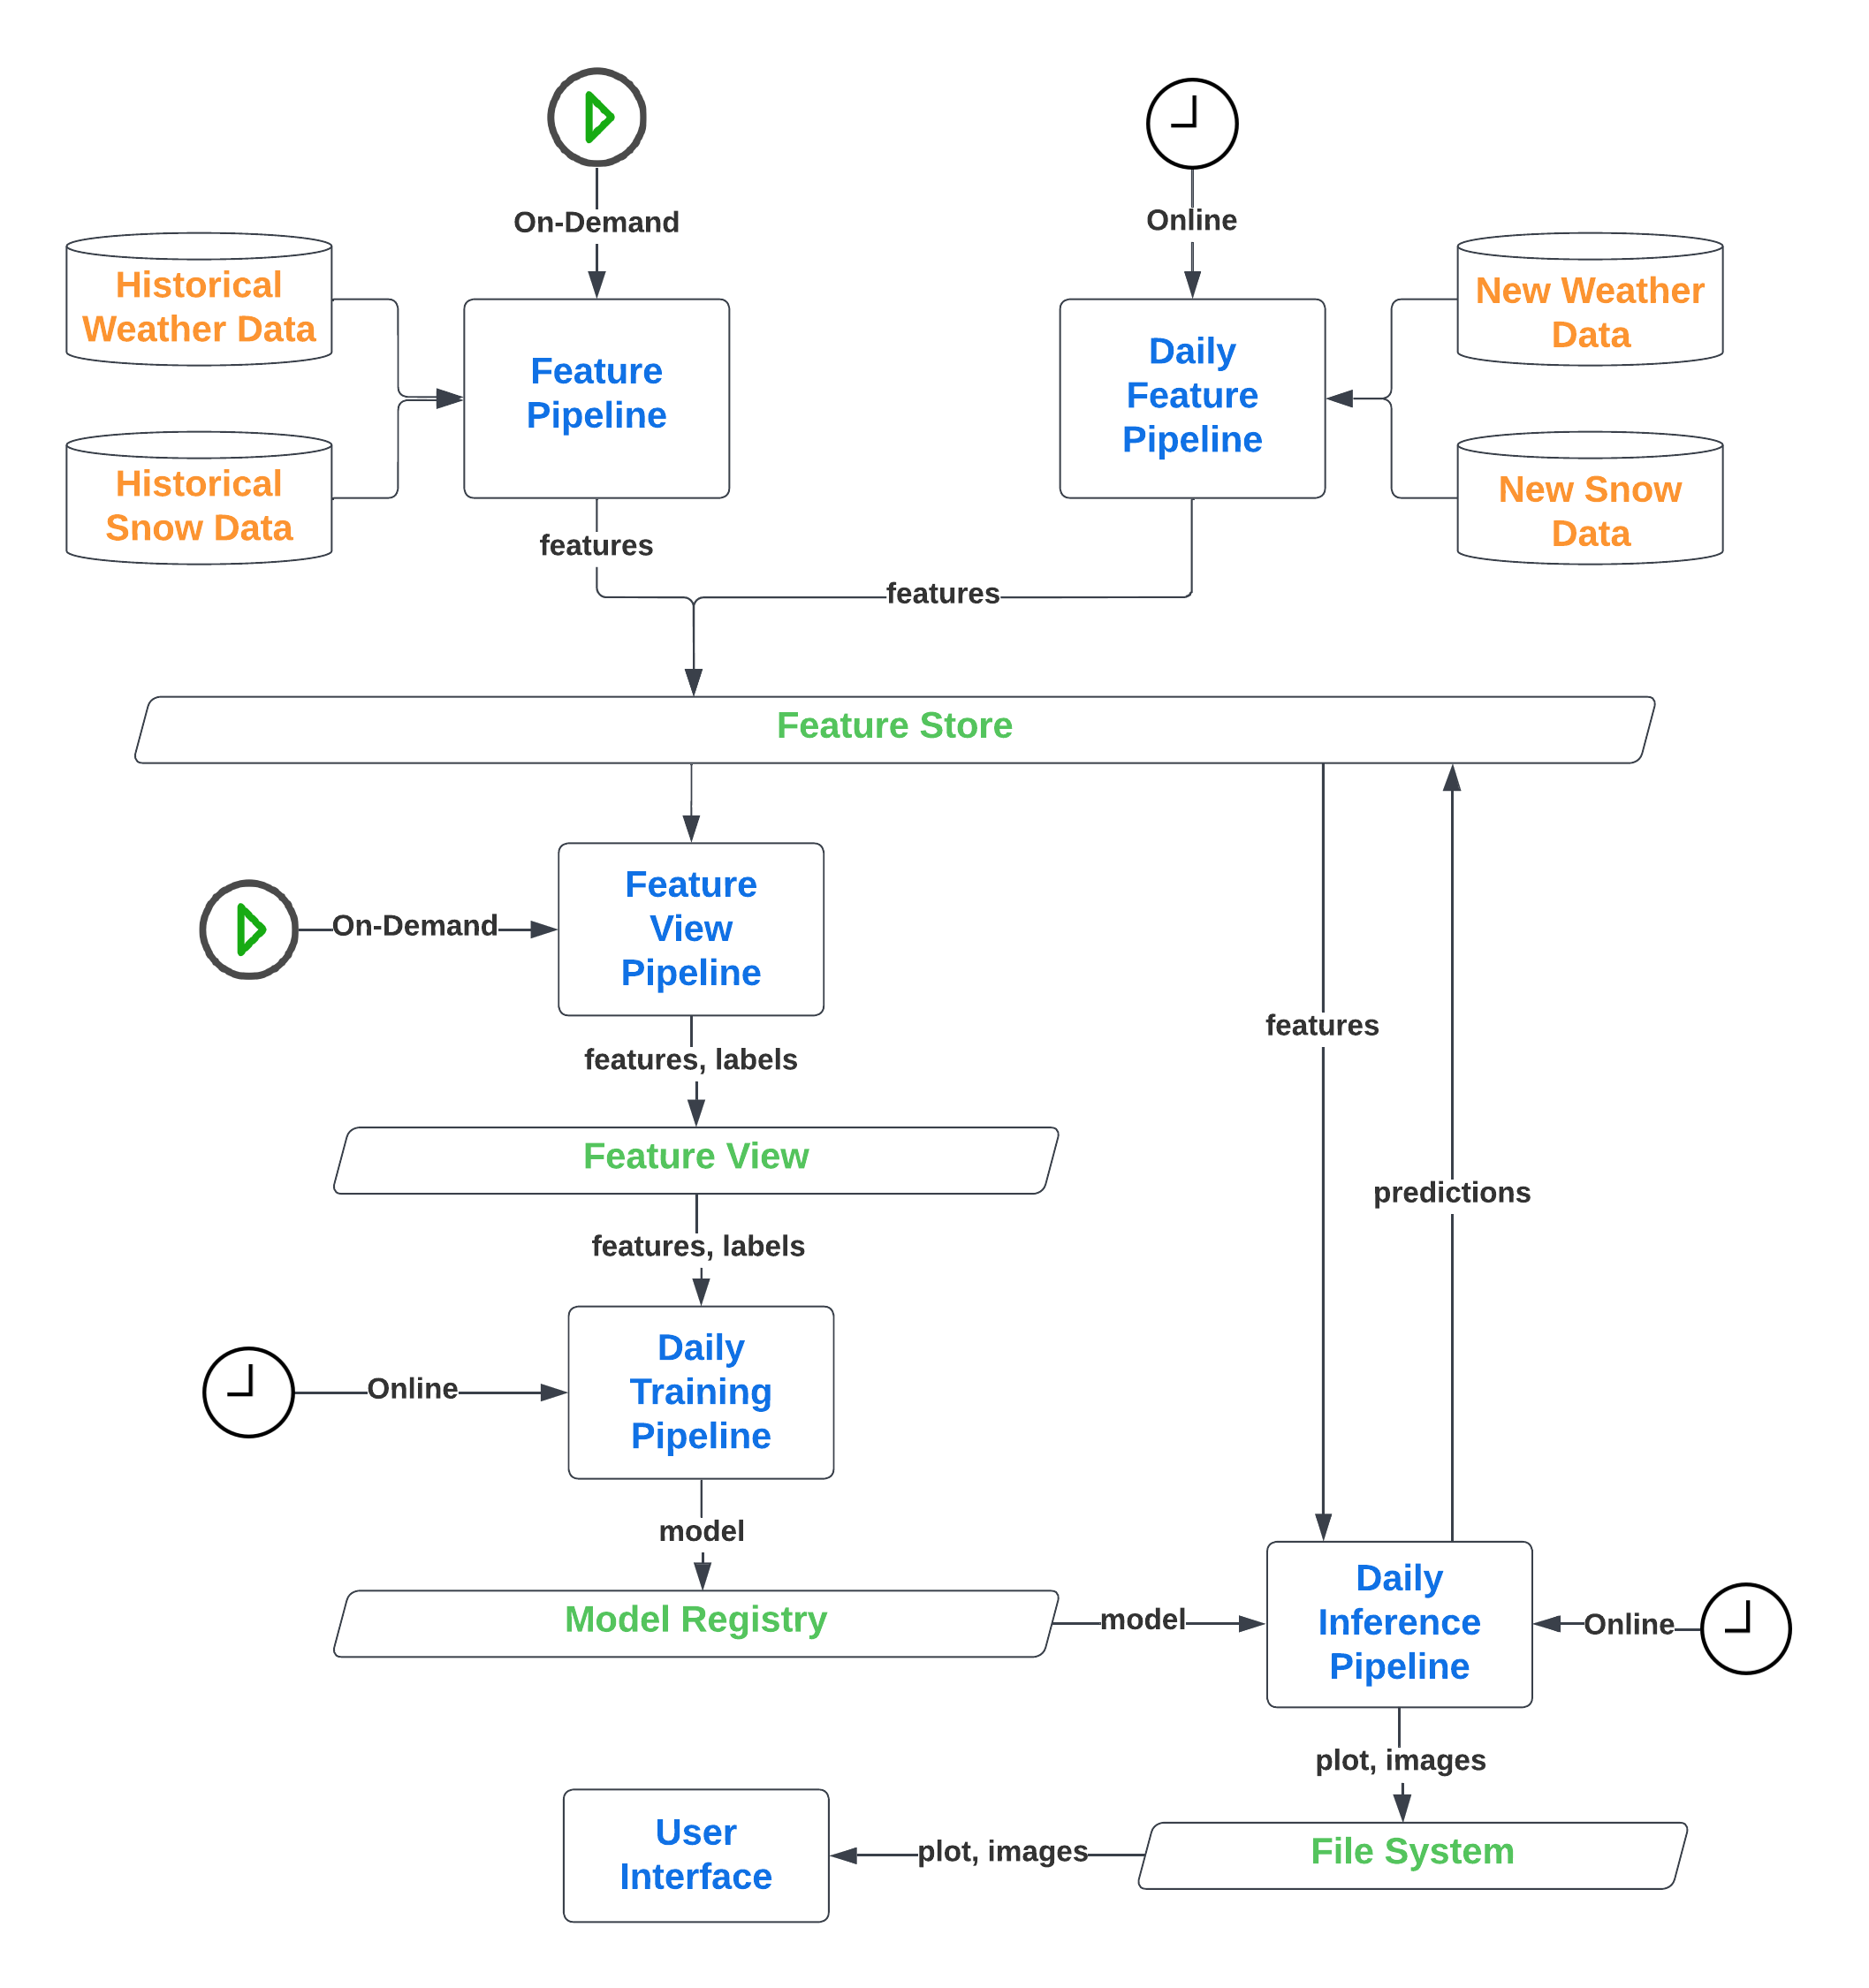 On-Demand
Online
Historical
Weather Data
New Weather
Data
Feature
Pipeline
Daily
Feature
Pipeline
Historical
Snow Data
New Snow
Data
features
features
Feature Store
Feature
View
Pipeline
On-Demand
features
features, labels
Feature View
predictions
features, labels
Daily
Training
Pipeline
Online
model
Model Registry
model
Daily
Inference
Pipeline
Online
plot, images
User
Interface
plot, images
File System